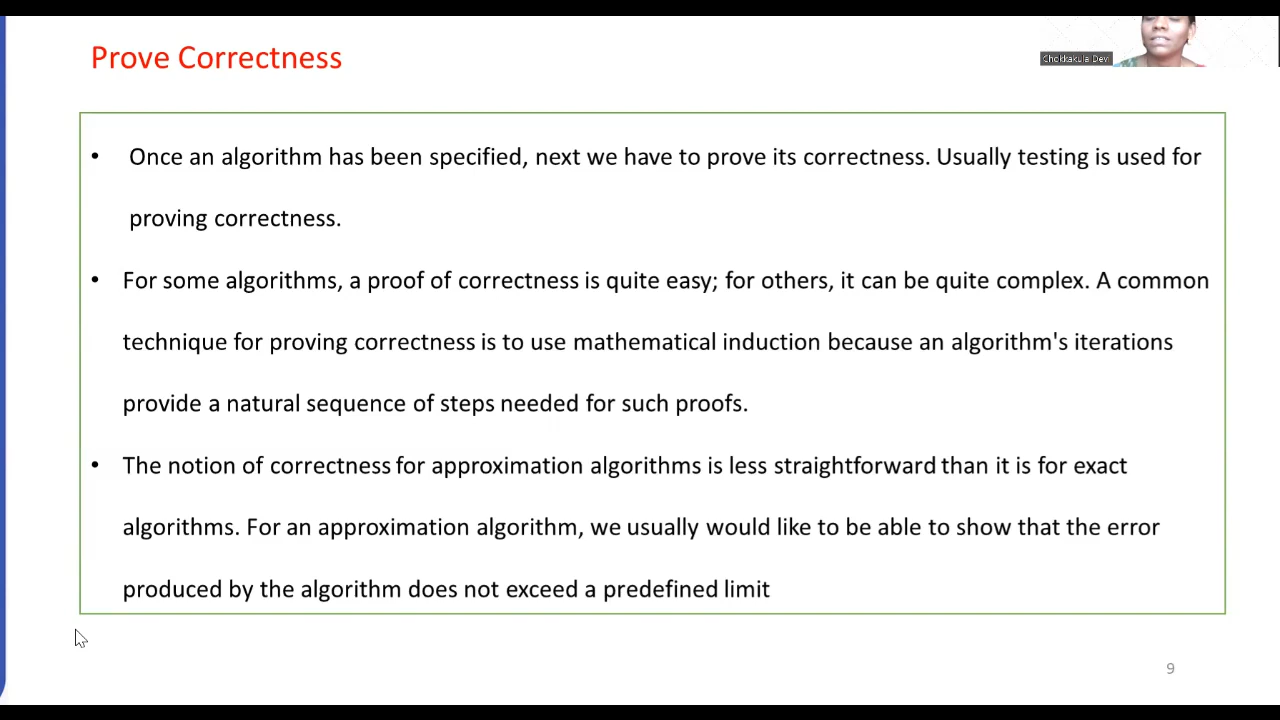 Prove Correctness
Chokkakula Devi
• Once an algorithm has been specified, next we have to prove its correctness. Usually testing is used for
proving correctness.
• For some algorithms, a proof of correctness is quite easy; for others, it can be quite complex. A common
technique for proving correctness is to use mathematical induction because an algorithm's iterations
provide a natural sequence of steps needed for such proofs.
• The notion of correctness for approximation algorithms is less straightforward than it is for exact
algorithms. For an approximation algorithm, we usually would like to be able to show that the error
produced by the algorithm does not exceed a predefined limit
9